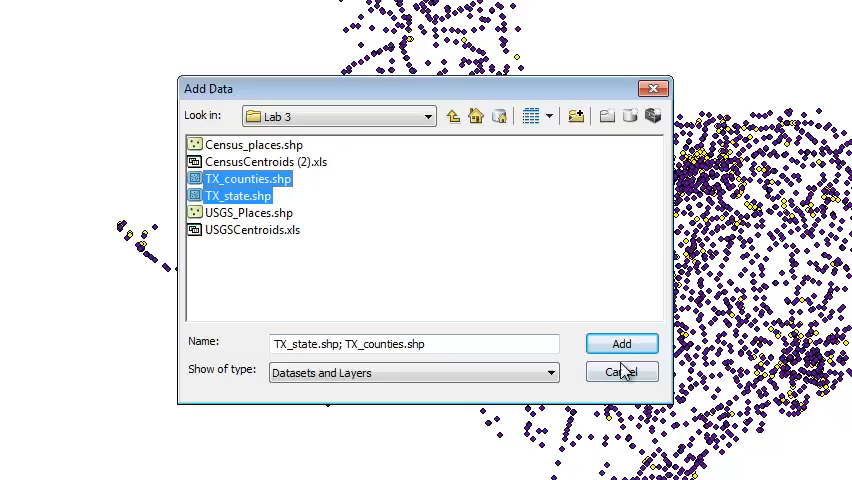 Add Data
Look in: Lab 3
Census_places.shp
CensusCentroids (2).xls
TX_counties.shp
TX_state.shp
USGS_Places.shp
USGSCentroids.xls
Name: TX_state.shp; TX_counties.shp Add
Show of type: Datasets and Layers Cancel